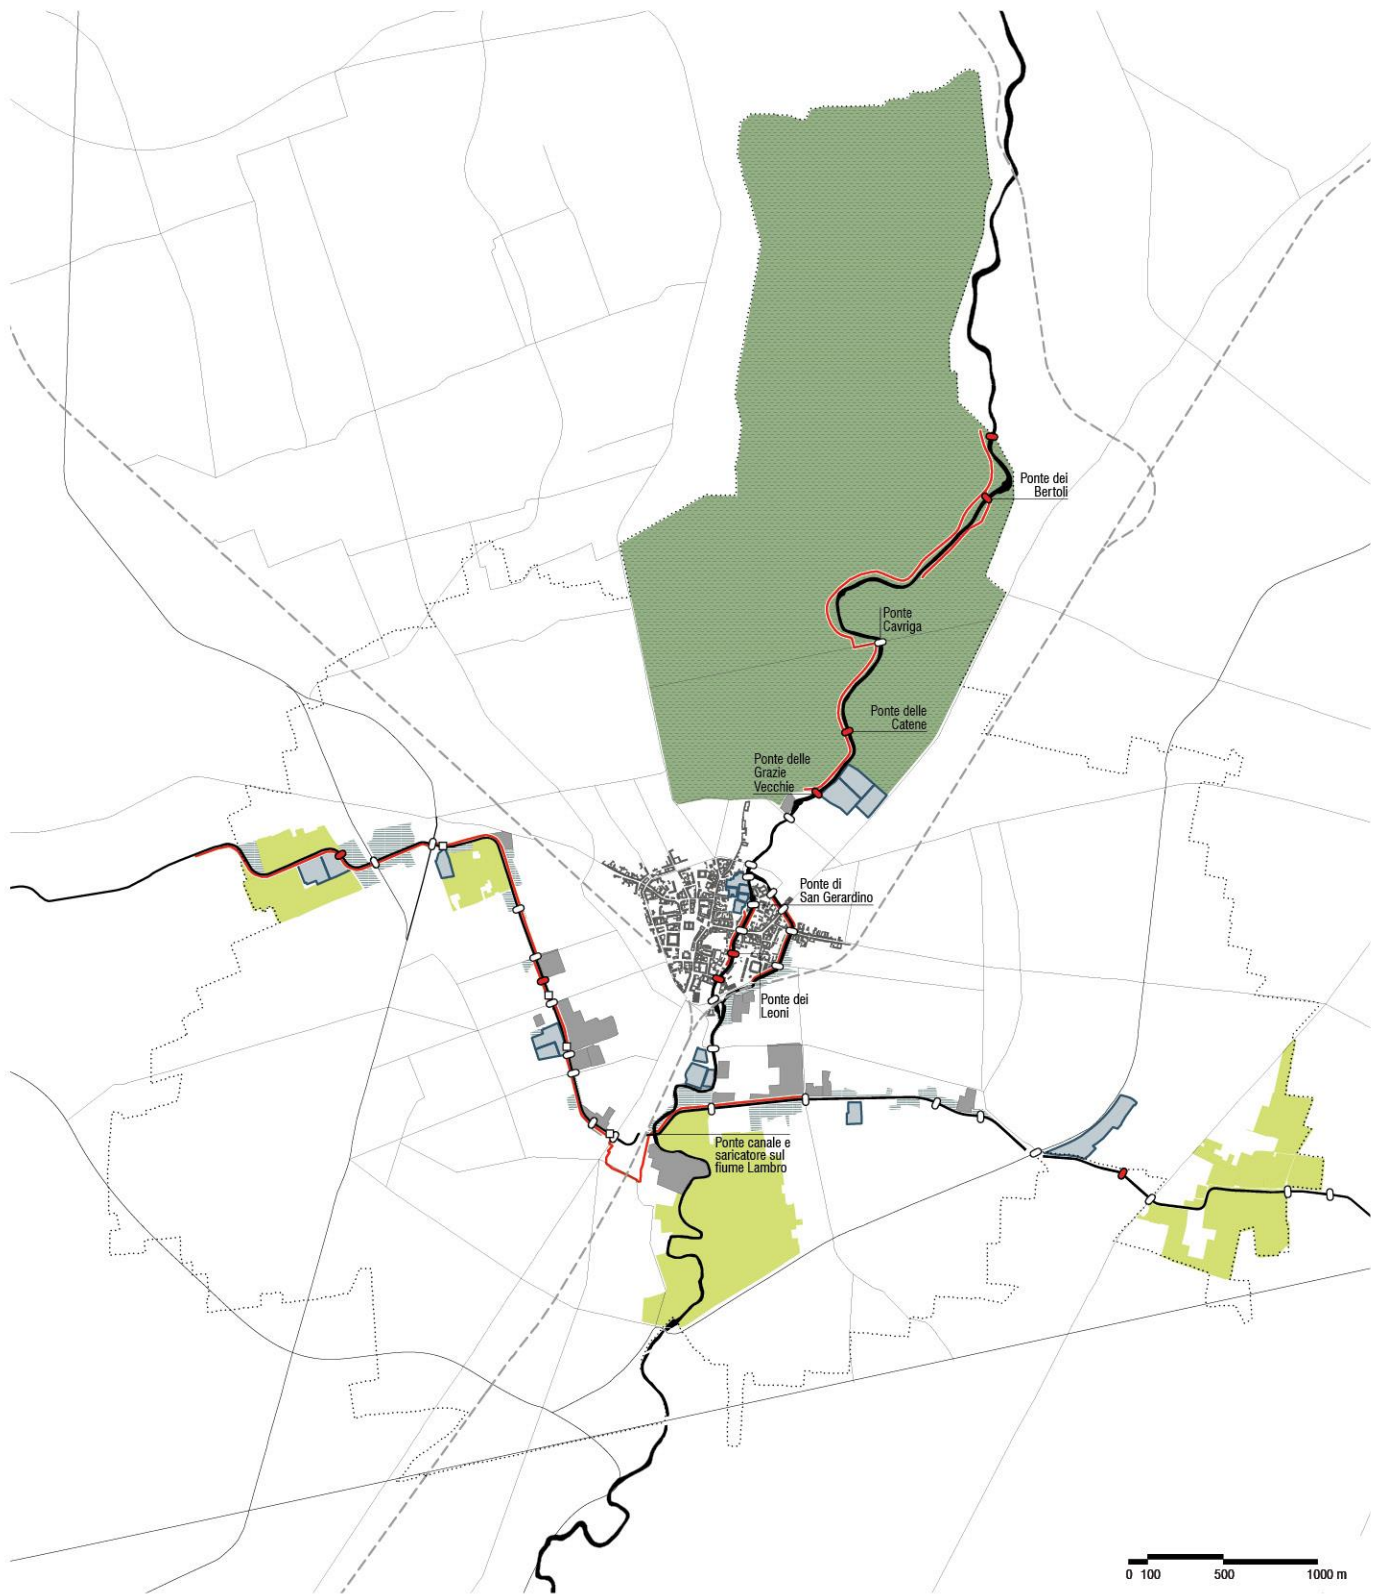 Ponte dei
Bertoli
Ponte
Cavriga
Ponte delle
Catene
Ponte delle
Grazie
Vecchie
Ponte di
San Gerardino
Ponte dei
Leoni
Ponte canale e
saricatore sul
fiume Lambro
0 100 500 1000 m